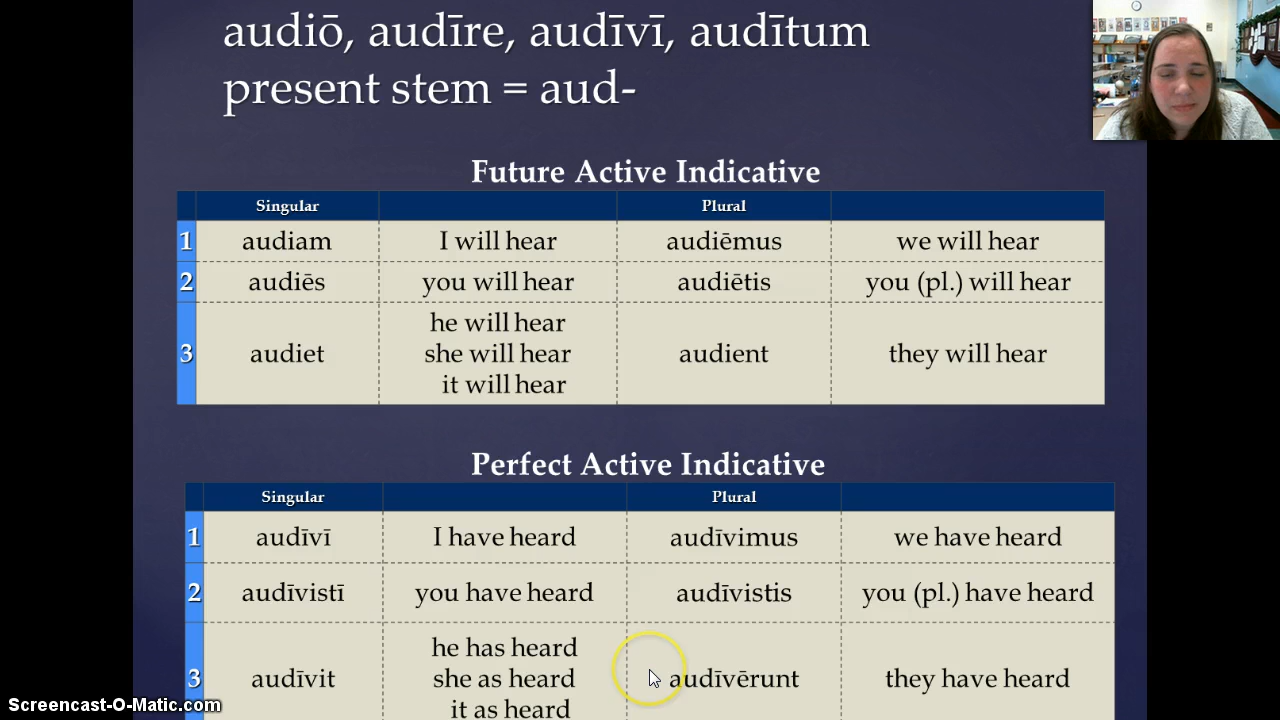 audiō, audīre, audīvī, audītum
present stem = aud-
Future Active Indicative
Singular Plural
1 audiam I will hear audiēmus we will hear
2 audiēs you will hear audiētis you (pl.) will hear
he will hear
3 audiet she will hear audient they will hear
it will hear
Perfect Active Indicative
Singular Plural
1 audīvī I have heard audīvimus we have heard
2 audīvistī you have heard audīvistis you (pl.) have heard
he has heard
3 audīvit she as heard audīvērunt they have heard
it as heard
Screencast-O-Matic.com